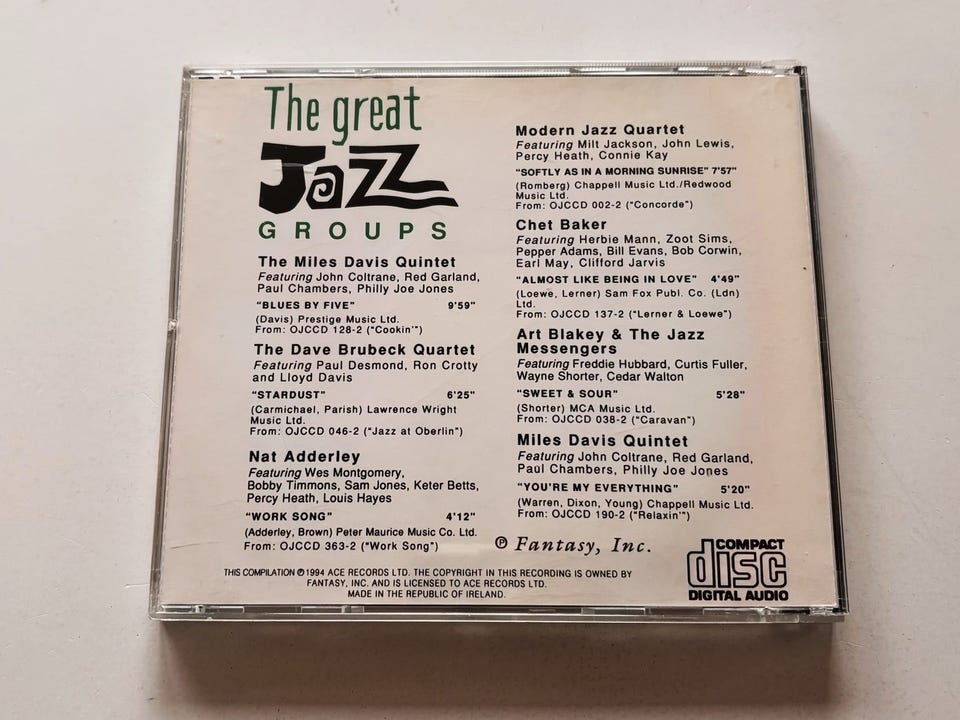 The great
JaZZ
GROUPS
The Miles Davis Quintet
Featuring John Coltrane, Red Garland,
Paul Chambers, Philly Joe Jones
"BLUES BY FIVE" 9'59"
(Davis) Prestige Music Ltd.
From: OJCCD 128-2 ("Cookin'")
The Dave Brubeck Quartet
Featuring Paul Desmond, Ron Crotty
and Lloyd Davis
"STARDUST" 6'25"
(Carmichael, Parish) Lawrence Wright
Music Ltd.
From: OJCCD 046-2 ("Jazz at Oberlin")
Nat Adderley
Featuring Wes Montgomery,
Bobby Timmons, Sam Jones, Keter Betts,
Percy Heath, Louis Hayes
"WORK SONG" 4'12"
(Adderley, Brown) Peter Maurice Music Co. Ltd.
From: OJCCD 363-2 ("Work Song")
Modern Jazz Quartet
Featuring Milt Jackson, John Lewis,
Percy Heath, Connie Kay
"SOFTLY AS IN A MORNING SUNRISE" 7'57"
(Romberg) Chappell Music Ltd./Redwood
Music Ltd.
From: OJCCD 002-2 ("Concorde")
Chet Baker
Featuring Herbie Mann, Zoot Sims,
Pepper Adams, Bill Evans, Bob Corwin,
Earl May, Clifford Jarvis
"ALMOST LIKE BEING IN LOVE" 4'49"
(Loewe, Lerner) Sam Fox Publ. Co. (Ldn)
Ltd.
From: OJCCD 137-2 ("Lerner & Loewe")
Art Blakey & The Jazz
Messengers
Featuring Freddie Hubbard, Curtis Fuller,
Wayne Shorter, Cedar Walton
"SWEET & SOUR" 5'28"
(Shorter) MCA Music Ltd.
From: OJCCD 038-2 ("Caravan")
Miles Davis Quintet
Featuring John Coltrane, Red Garland,
Paul Chambers, Philly Joe Jones
"YOU'RE MY EVERYTHING" 5'20"
(Warren, Dixon, Young) Chappell Music Ltd.
From: OJCCD 190-2 ("Relaxin'")
℗ Fantasy, Inc.
THIS COMPILATION ℗1994 ACE RECORDS LTD. THE COPYRIGHT IN THIS RECORDING IS OWNED BY
FANTASY, INC. AND IS LICENSED TO ACE RECORDS LTD.
MADE IN THE REPUBLIC OF IRELAND.
COMPACT
disc
DIGITAL AUDIO